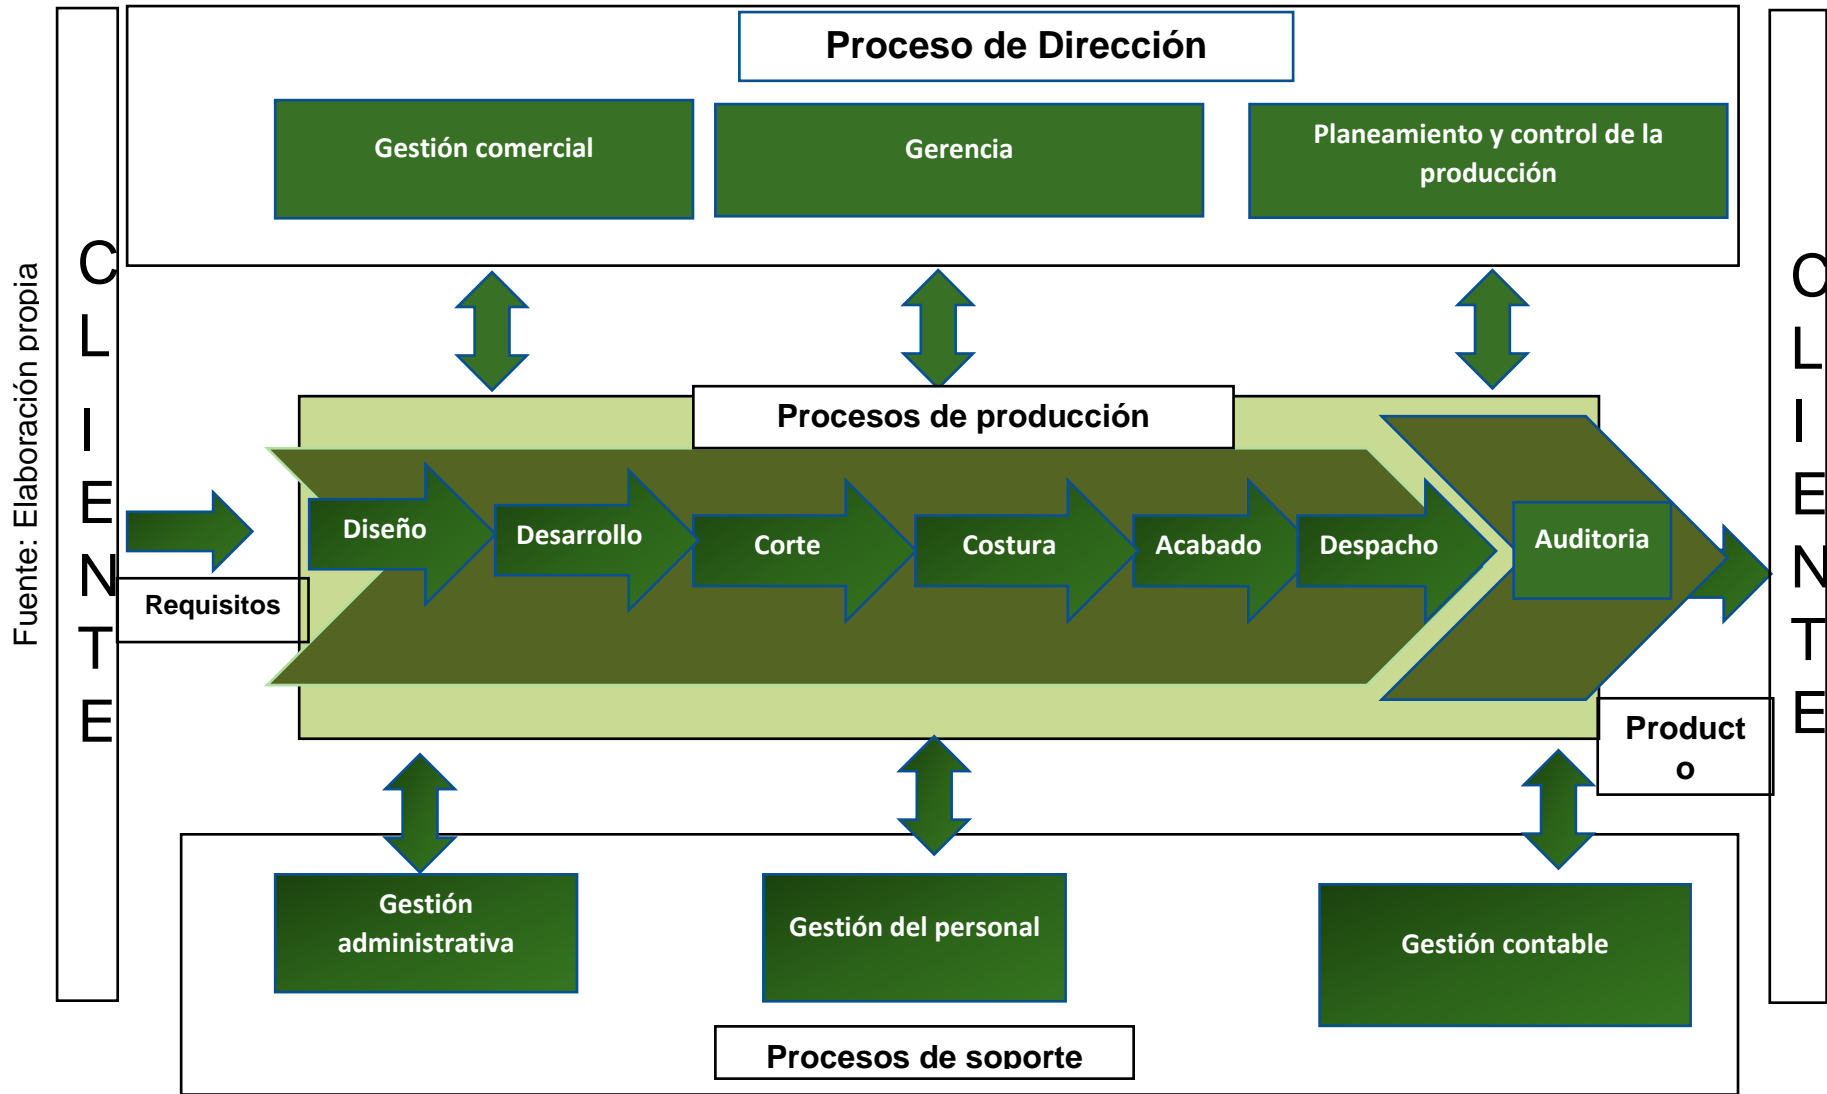 Fuente: Elaboración propia
CLIENTE
Proceso de Dirección
Gestión comercial
Gerencia
Planeamiento y control de la
producción
Procesos de producción
Requisitos
Diseño
Desarrollo
Corte
Costura
Acabado
Despacho
Auditoria
Product
o
CLIENTE
Gestión
administrativa
Gestión del personal
Gestión contable
Procesos de soporte